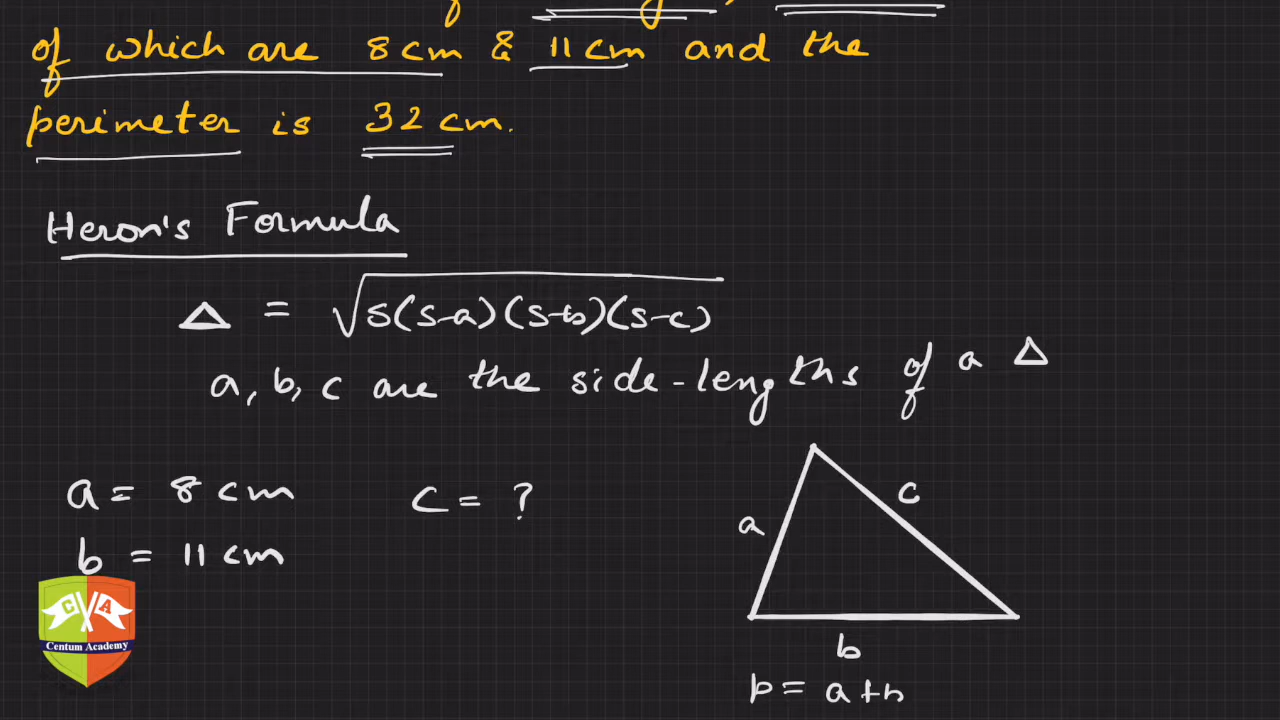 of which are 8 cm & 11 cm and the
perimeter is 32 cm.
Heron's Formula
Δ = √s(s-a)(s-b)(s-c)
a, b, c are the side-lengths of a Δ
a = 8 cm
c = ?
b = 11 cm
a
c
b
p = a + b
C A
Centum Academy